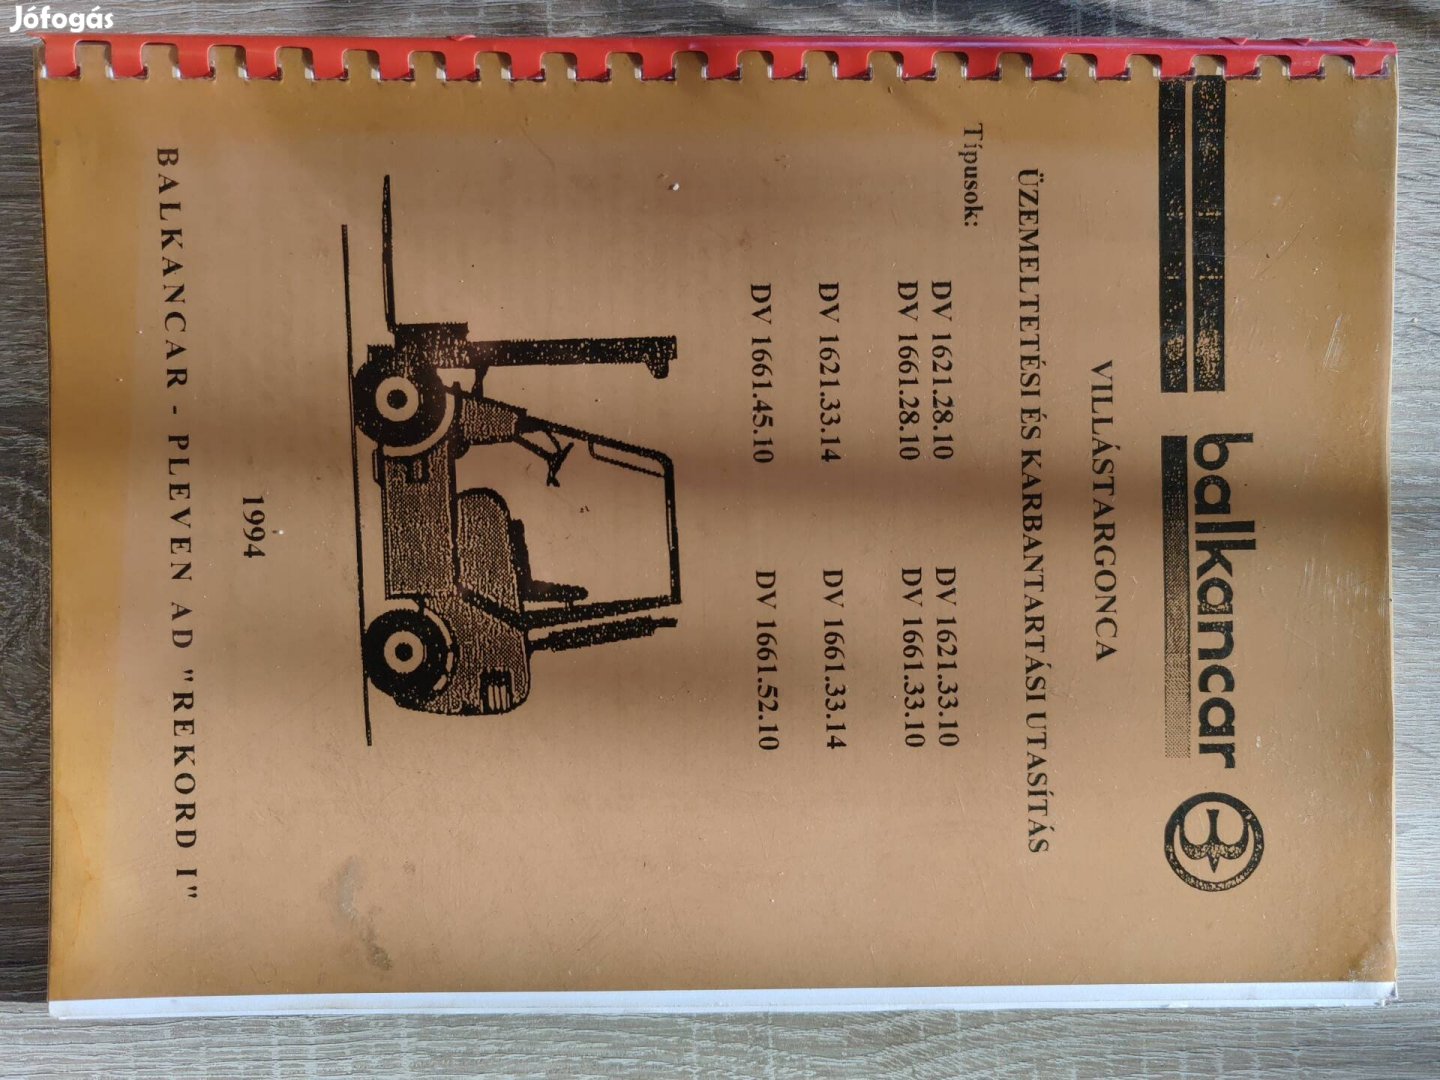 Jófogás
balkancar
VILLÁSTARGONCA
ÜZEMELTETÉSI ÉS KARBANTARTÁSI UTASÍTÁS
Típusok:
DV 1621.28.10 DV 1621.33.10
DV 1661.28.10 DV 1661.33.10
DV 1621.33.14 DV 1661.33.14
DV 1661.45.10 DV 1661.52.10
1994
BALKANCAR - PLEVEN AD "REKORD I"